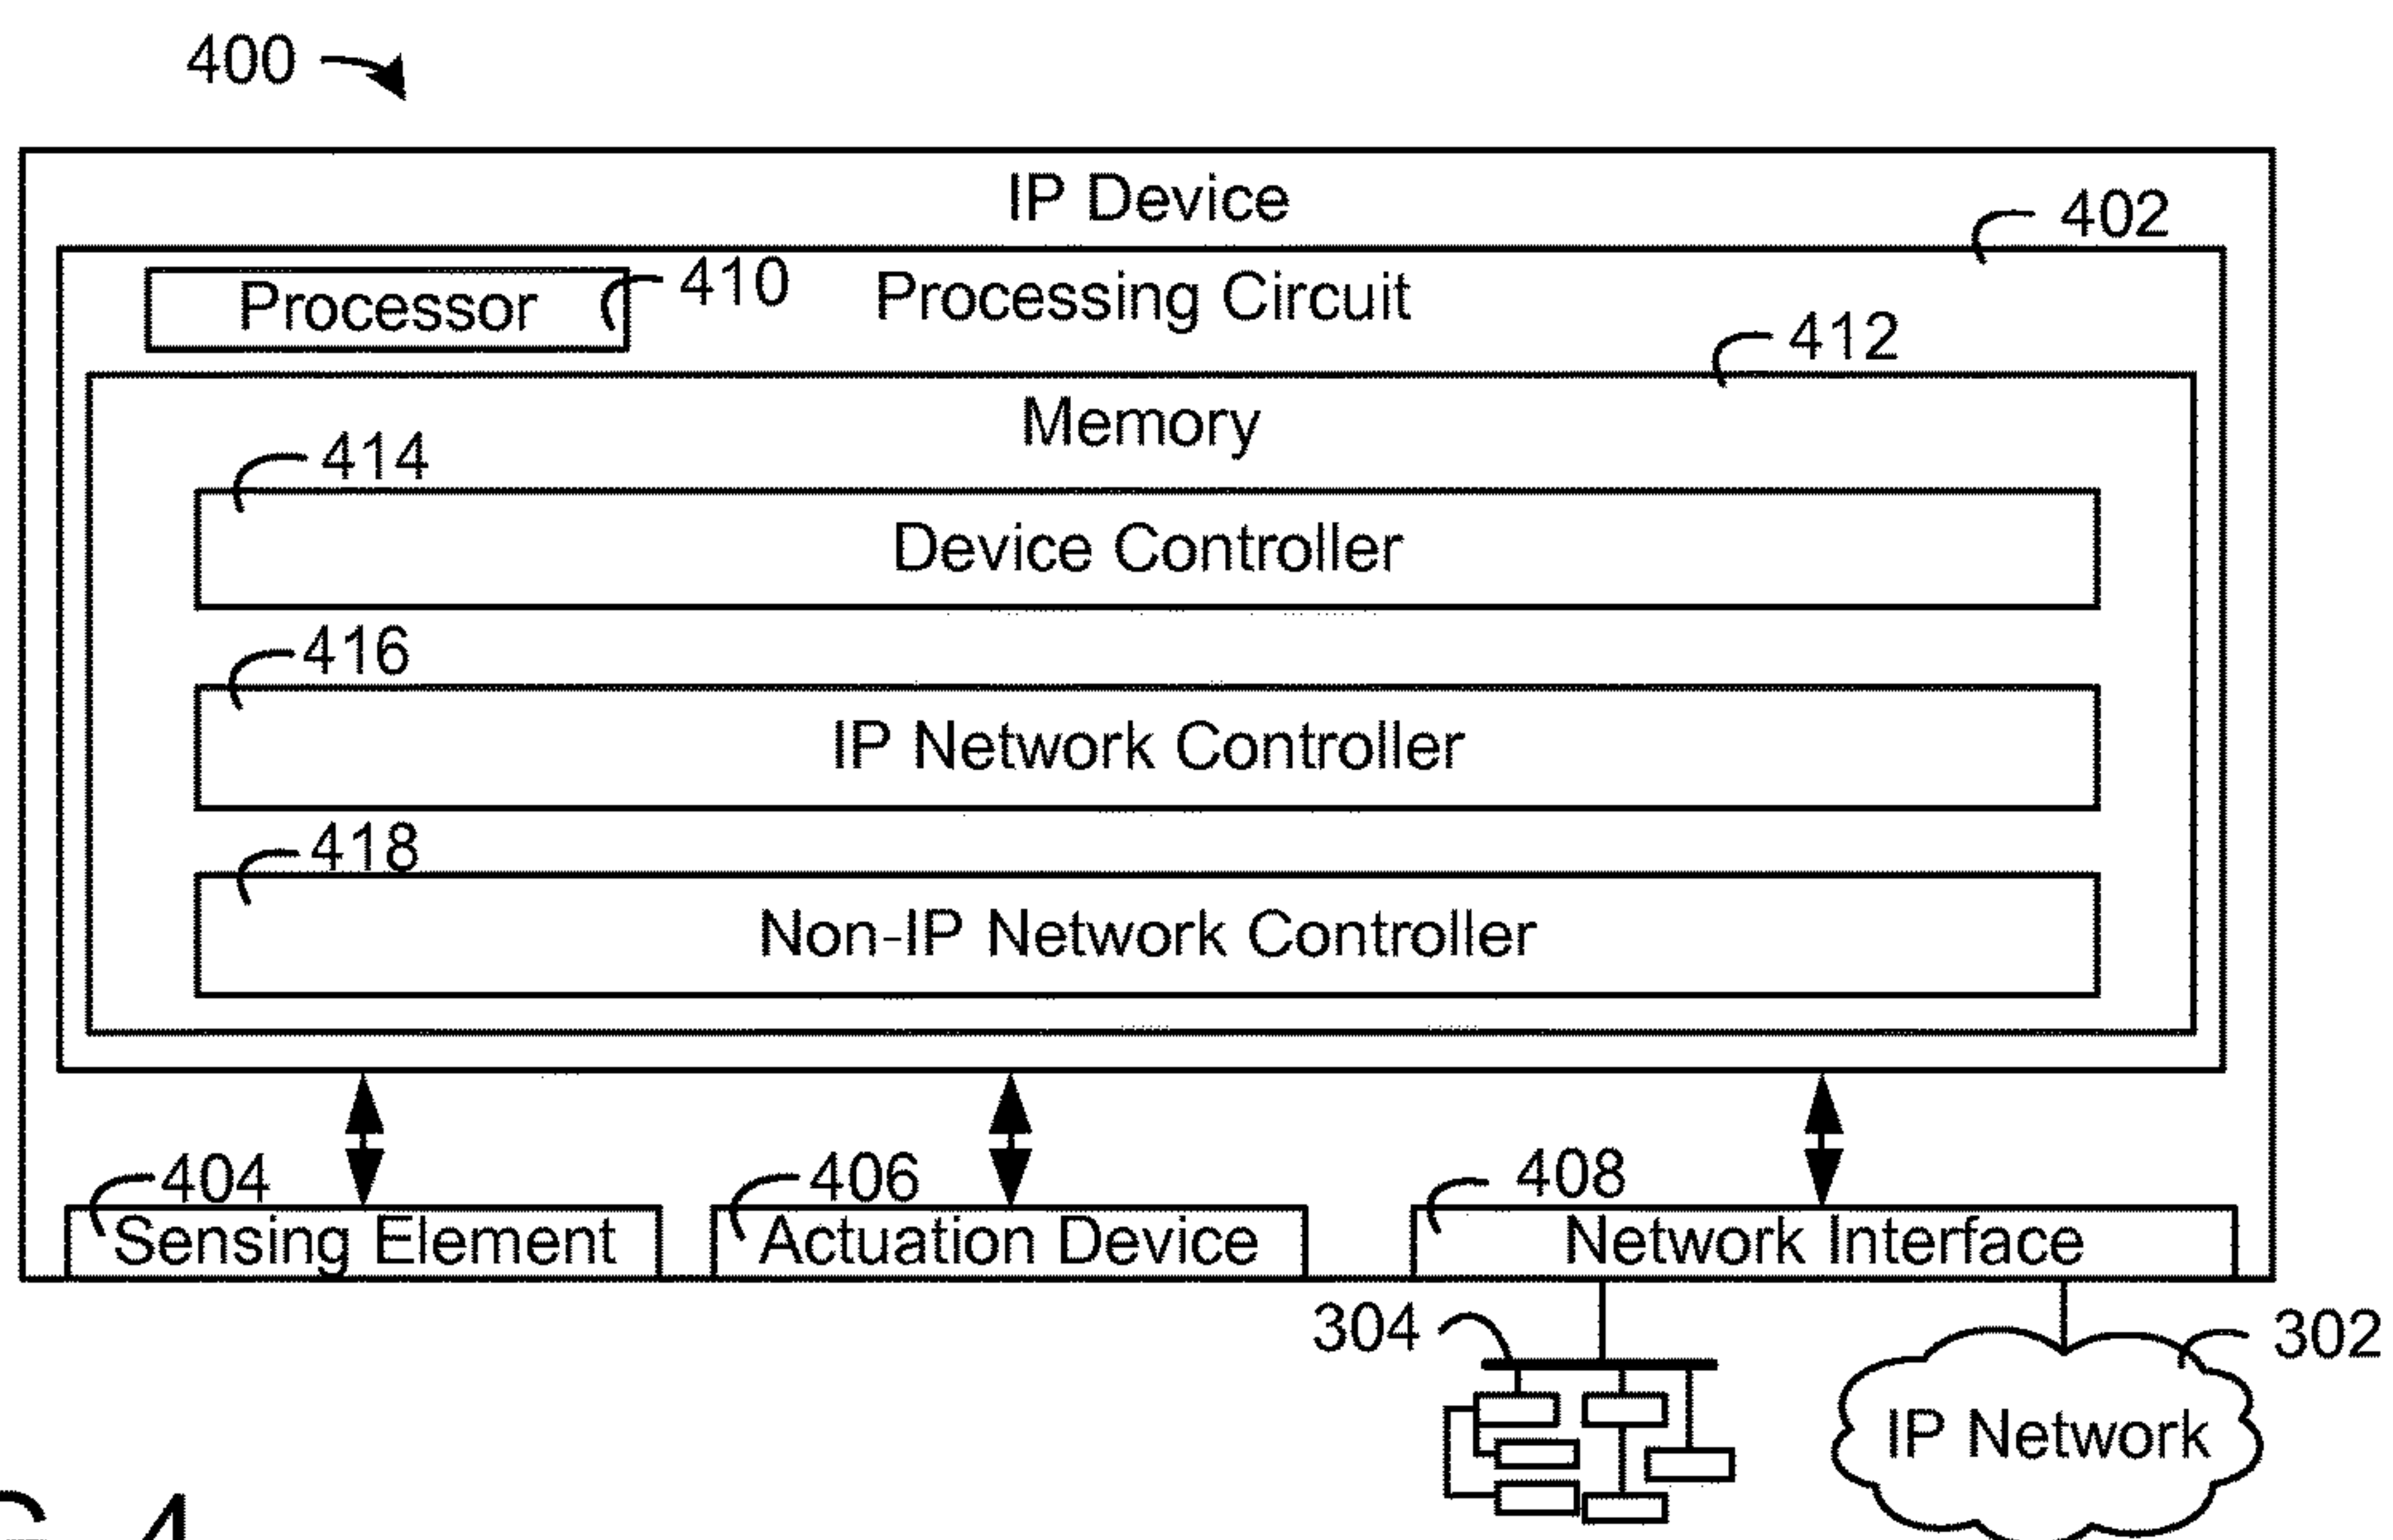 400
IP Device
402
Processor
410
Processing Circuit
412
Memory
414
Device Controller
416
IP Network Controller
418
Non-IP Network Controller
404
406
408
Sensing Element
Actuation Device
Network Interface
304
302
IP Network
4